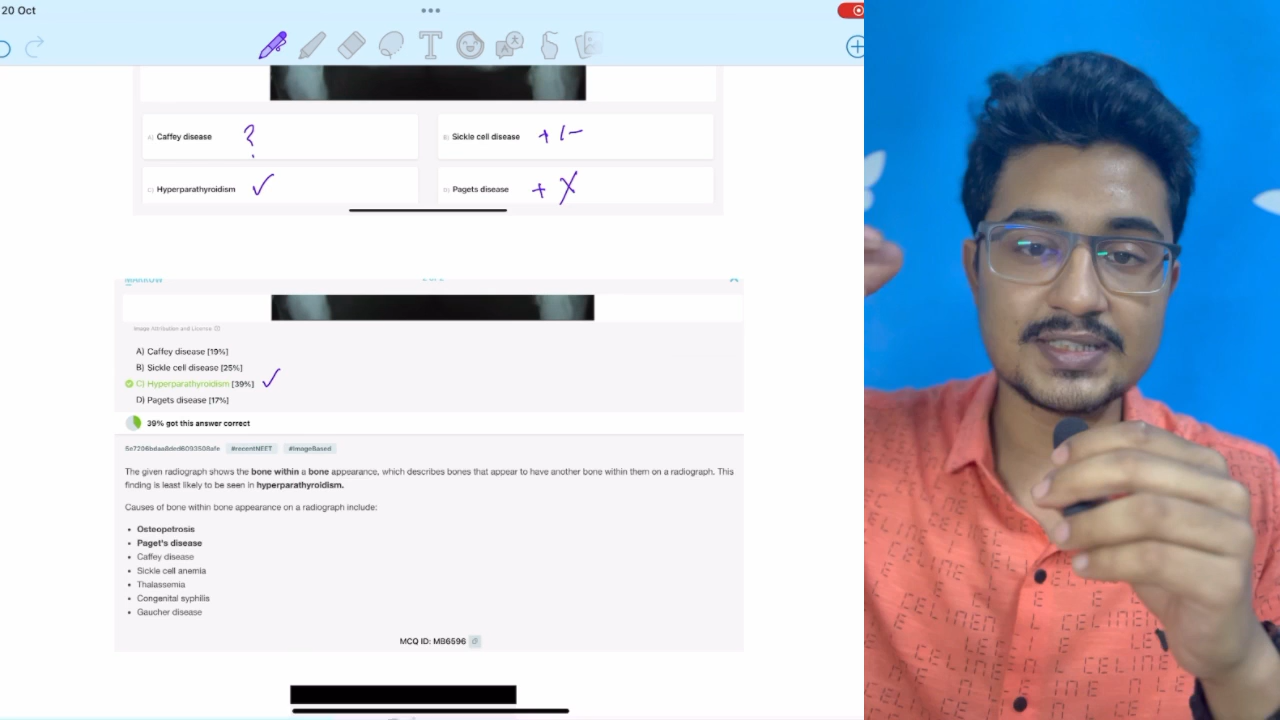 20 Oct
A) Caffey disease ?
B) Sickle cell disease + / -
C) Hyperparathyroidism ✓
D) Pagets disease + X
Image Attribution and License
A) Caffey disease [19%]
B) Sickle cell disease [25%]
C) Hyperparathyroidism [39%] ✓
D) Pagets disease [17%]
39% got this answer correct
#recentNEET #ImageBased
The given radiograph shows the bone within a bone appearance, which describes bones that appear to have another bone within them on a radiograph. This
finding is least likely to be seen in hyperparathyroidism.
Causes of bone within bone appearance on a radiograph include:
• Osteopetrosis
• Paget's disease
• Caffey disease
• Sickle cell anemia
• Thalassemia
• Congenital syphilis
• Gaucher disease
MCQ ID: MB6596